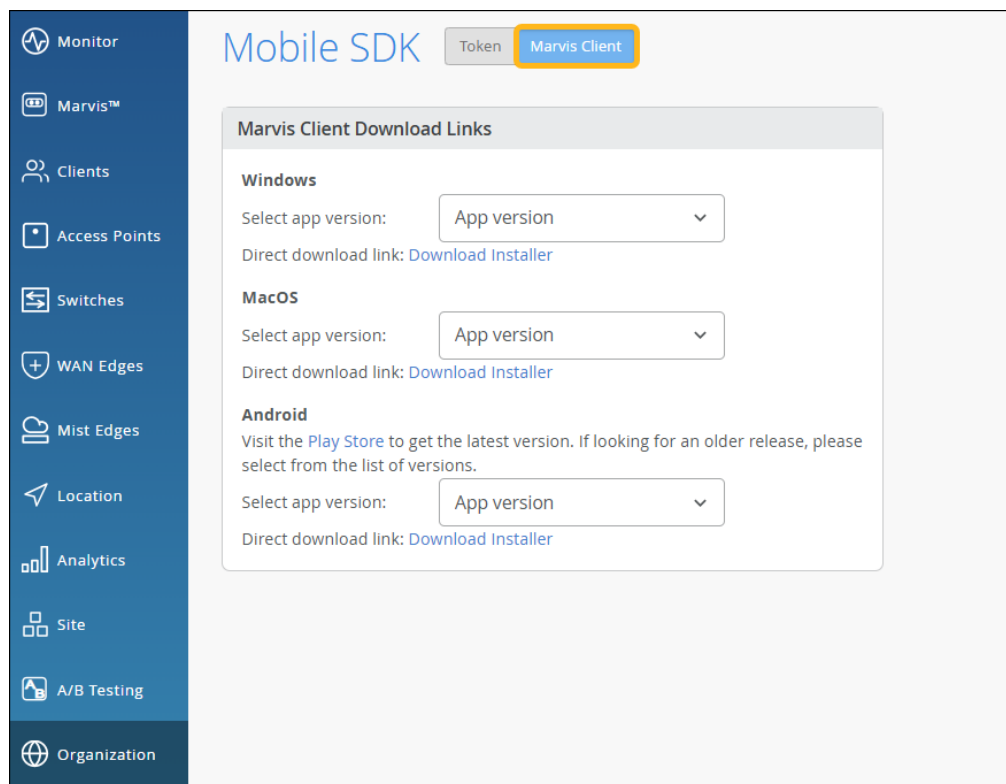 Monitor
Marvis™
Clients
Access Points
Switches
WAN Edges
Mist Edges
Location
Analytics
Site
A/B Testing
Organization
Mobile SDK
Token
Marvis Client
Marvis Client Download Links
Windows
Select app version: App version
Direct download link: Download Installer
MacOS
Select app version: App version
Direct download link: Download Installer
Android
Visit the Play Store to get the latest version. If looking for an older release, please
select from the list of versions.
Select app version: App version
Direct download link: Download Installer